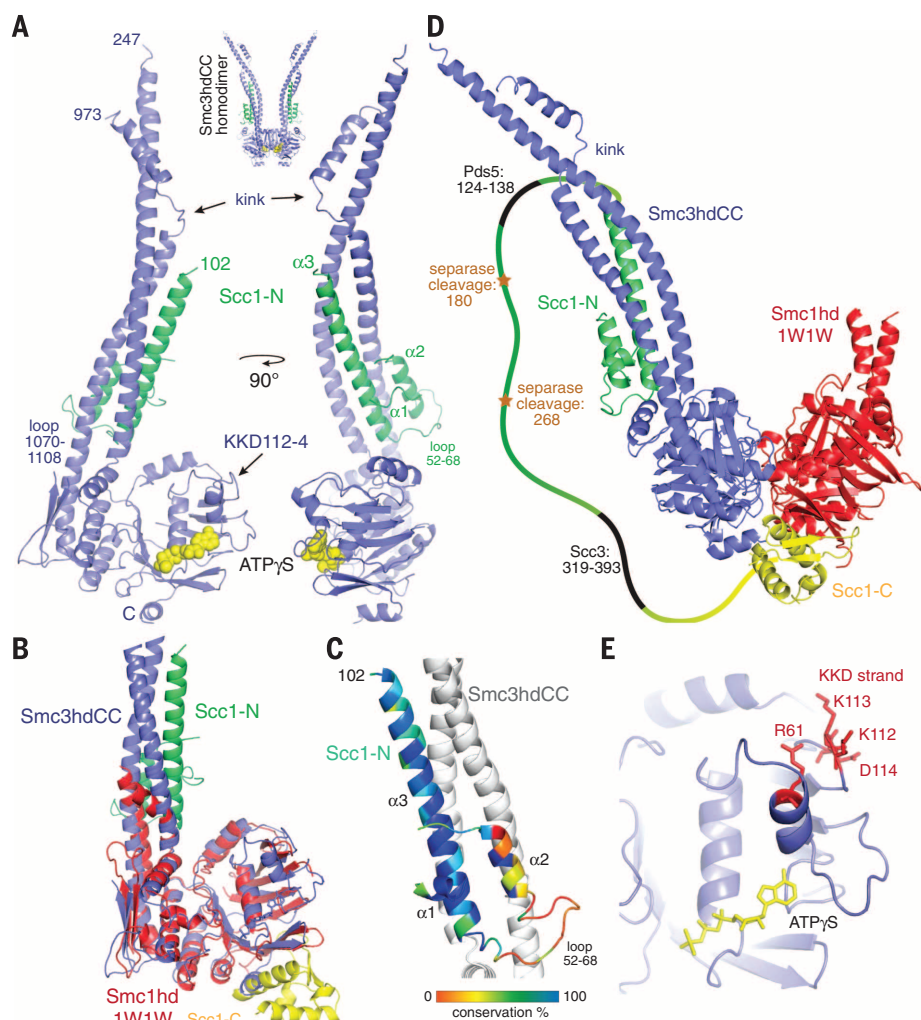 A
247
973
Smc3hdCC
homodimer
kink
102
Scc1-N
α3
90°
α2
α1
loop
52-68
loop
1070-
1108
KKD112-4
ATPγS
C
D
kink
Pds5:
124-138
Smc3hdCC
separase
cleavage:
180
Scc1-N
Smc1hd
1W1W
separase
cleavage:
268
Scc3:
319-393
Scc1-C
B
Smc3hdCC
Scc1-N
Smc1hd
1W1W
Scc1-C
C
102
Smc3hdCC
Scc1-N
α3
α2
α1
loop
52-68
0
100
conservation %
E
KKD strand
K113
R61
K112
D114
ATPγS